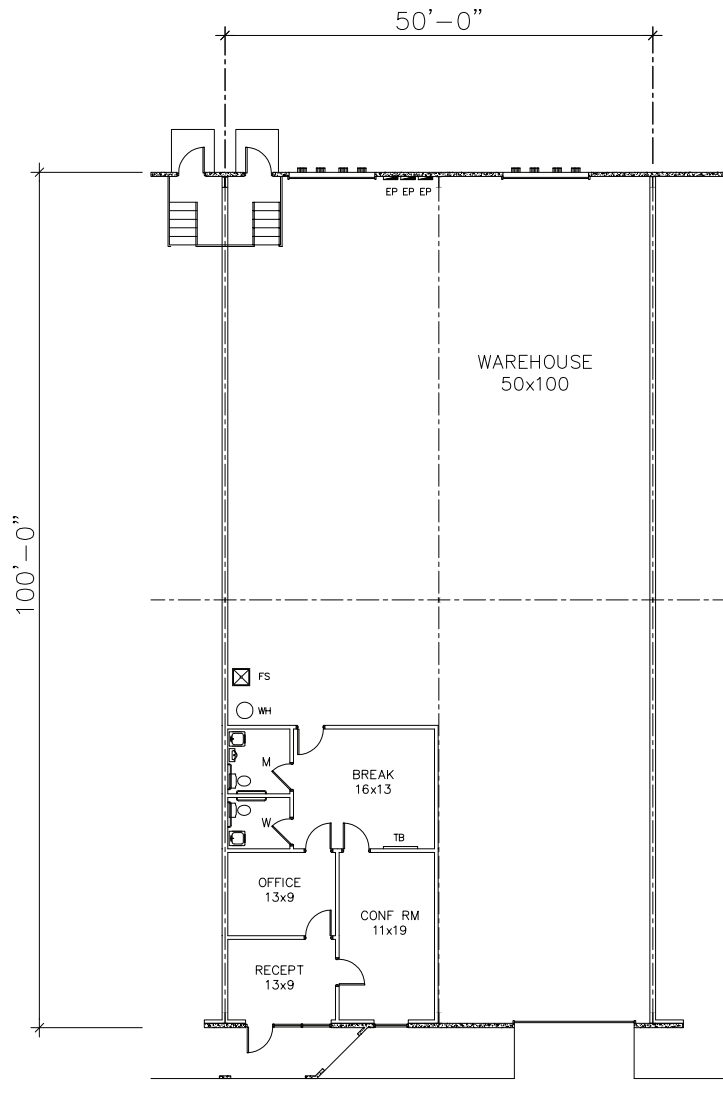 50'-0"
EP EP EP
WAREHOUSE
50x100
100'-0"
FS
WH
M
BREAK
16x13
W
TB
OFFICE
13x9
CONF RM
11x19
RECEPT
13x9